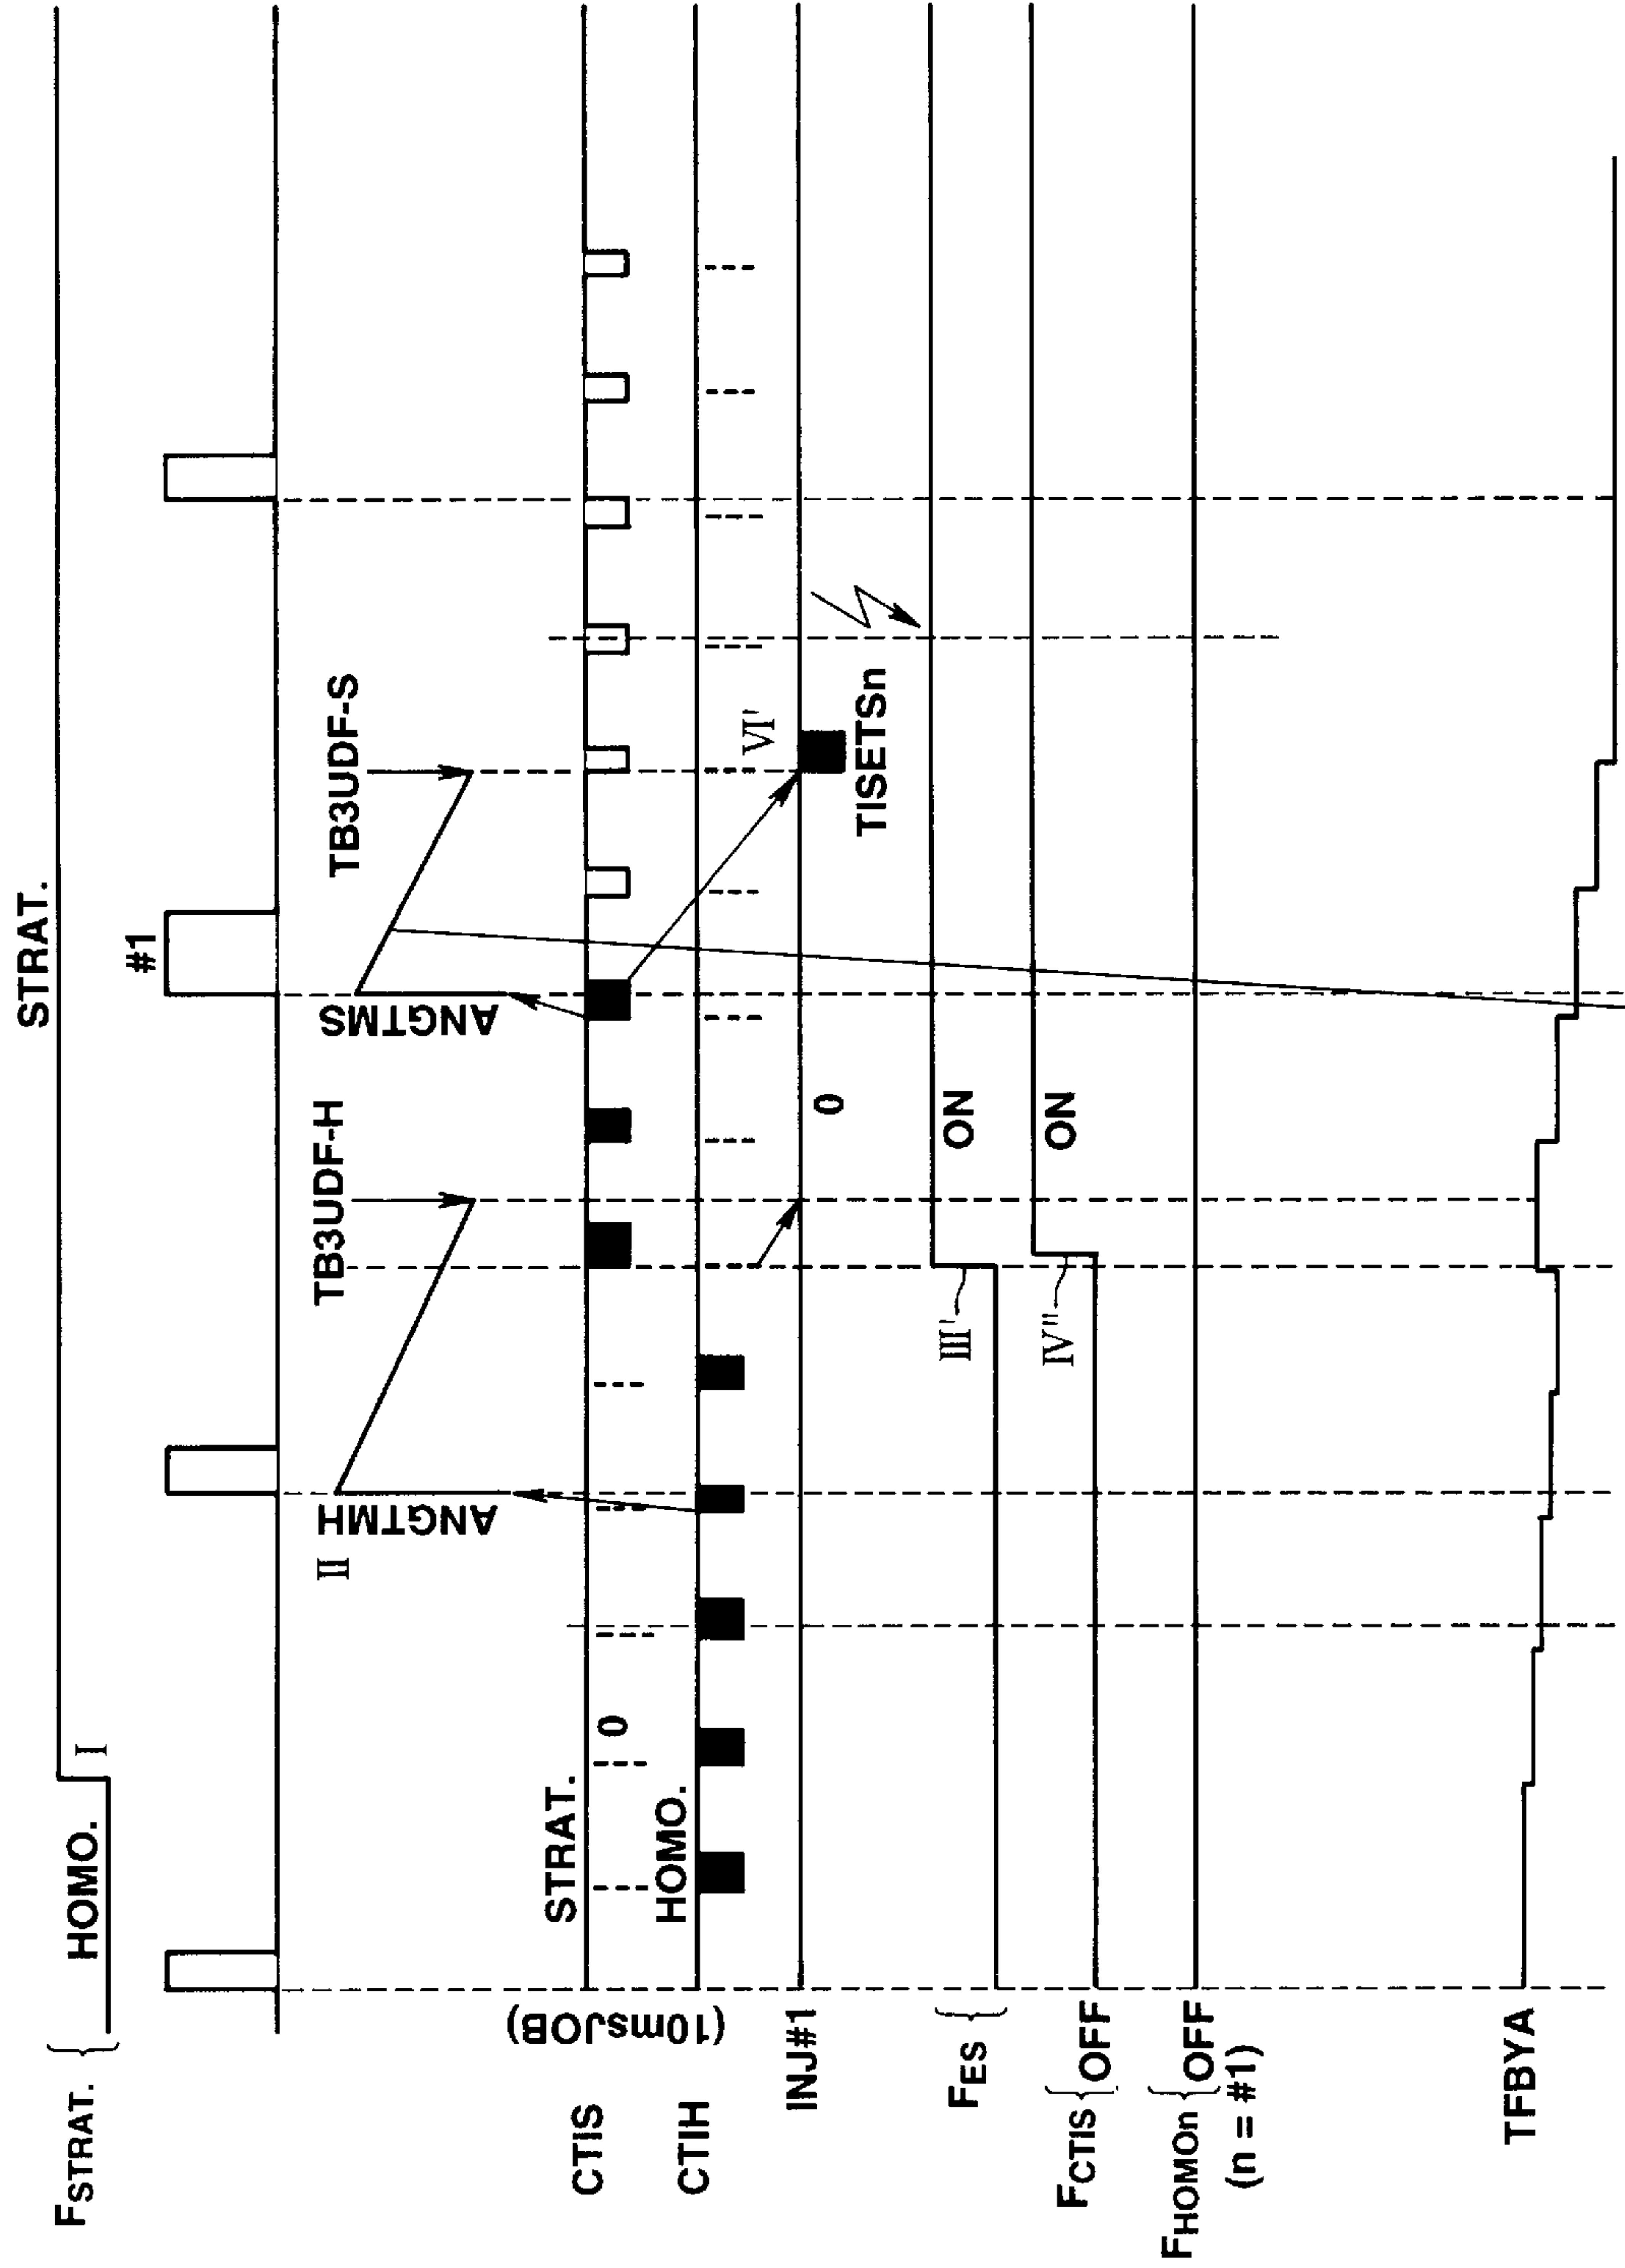 STRAT.
FSTRAT. HOMO. I
#1
TB3UDF-H
TB3UDF-S
II ANGTMH
ANGTMS
STRAT. 0
HOMO.
(10msJOB)
CTIS
CTIH
VI'
INJ#1
0
TISETSn
FES
III'
ON
FCTIS OFF
IV"
ON
FHOMOn OFF
(n = #1)
TFBYA